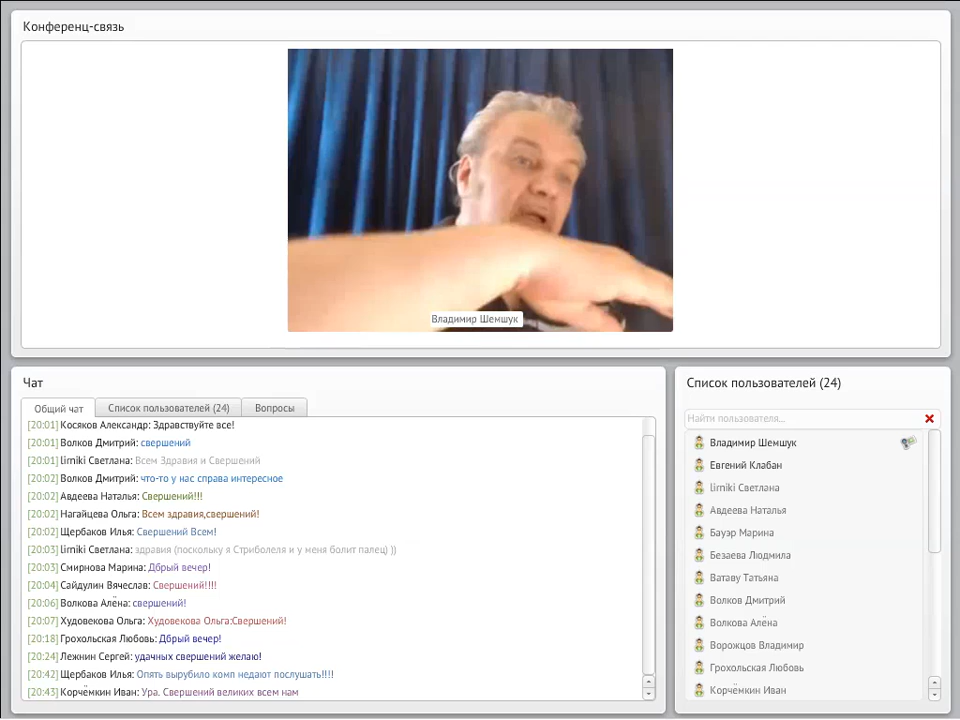 Конференц-связь
Владимир Шемшук
Чат
Общий чат
Список пользователей (24)
Вопросы
[20:01] Косяков Александр: Здравствуйте все!
[20:01] Волков Дмитрий: свершений
[20:01] lirniki Светлана: Всем Здравия и Свершений
[20:02] Волков Дмитрий: что-то у нас справа интересное
[20:02] Авдеева Наталья: Свершений!!!
[20:02] Нагайцева Ольга: Всем здравия,свершений!
[20:02] Щербаков Илья: Свершений Всем!
[20:03] lirniki Светлана: здравия (поскольку я Стриболеля и у меня болит палец) ))
[20:03] Смирнова Марина: Дбрый вечер!
[20:04] Сайдулин Вячеслав: Свершений!!!!
[20:06] Волкова Алёна: свершений!
[20:07] Худовекова Ольга: Худовекова Ольга:Свершений!
[20:18] Грохольская Любовь: Дбрый вечер!
[20:24] Лежнин Сергей: удачных свершений желаю!
[20:42] Щербаков Илья: Опять вырубило комп недают послушать!!!!
[20:43] Корчёмкин Иван: Ура. Свершений великих всем нам
Список пользователей (24)
Найти пользователя...
Владимир Шемшук
Евгений Клабан
lirniki Светлана
Авдеева Наталья
Бауэр Марина
Безаева Людмила
Ватаву Татьяна
Волков Дмитрий
Волкова Алёна
Ворожцов Владимир
Грохольская Любовь
Корчёмкин Иван